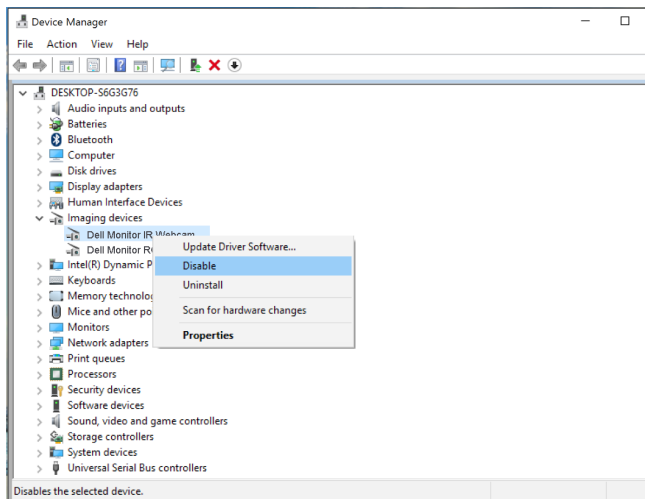 Device Manager
File Action View Help
DESKTOP-S6G3G76
Audio inputs and outputs
Batteries
Bluetooth
Computer
Disk drives
Display adapters
Human Interface Devices
Imaging devices
Dell Monitor IR Webcam
Dell Monitor R
Update Driver Software...
Disable
Uninstall
Scan for hardware changes
Properties
Intel(R) Dynamic P
Keyboards
Memory technolog
Mice and other po
Monitors
Network adapters
Print queues
Processors
Security devices
Software devices
Sound, video and game controllers
Storage controllers
System devices
Universal Serial Bus controllers
Disables the selected device.